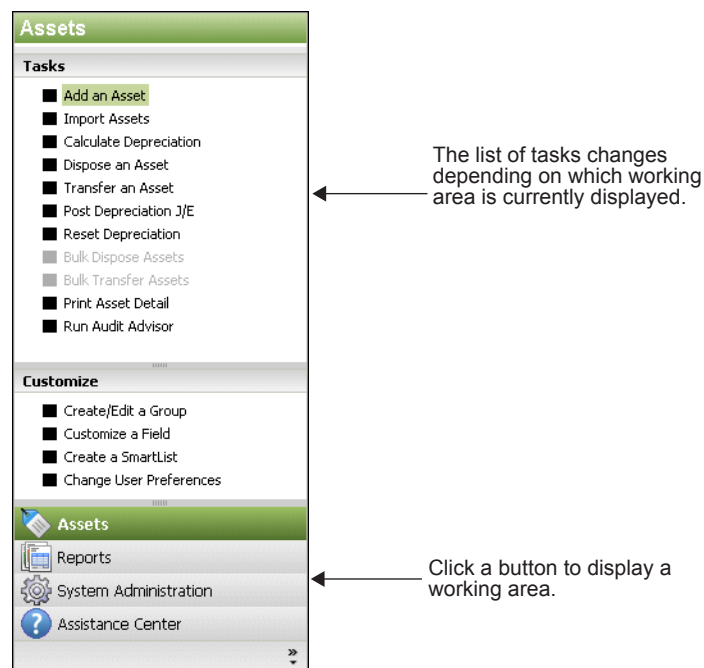 Assets
Tasks
Add an Asset
Import Assets
Calculate Depreciation
Dispose an Asset
Transfer an Asset
Post Depreciation J/E
Reset Depreciation
Bulk Dispose Assets
Bulk Transfer Assets
Print Asset Detail
Run Audit Advisor
The list of tasks changes
depending on which working
area is currently displayed.
Customize
Create/Edit a Group
Customize a Field
Create a SmartList
Change User Preferences
Assets
Reports
System Administration
Assistance Center
Click a button to display a
working area.